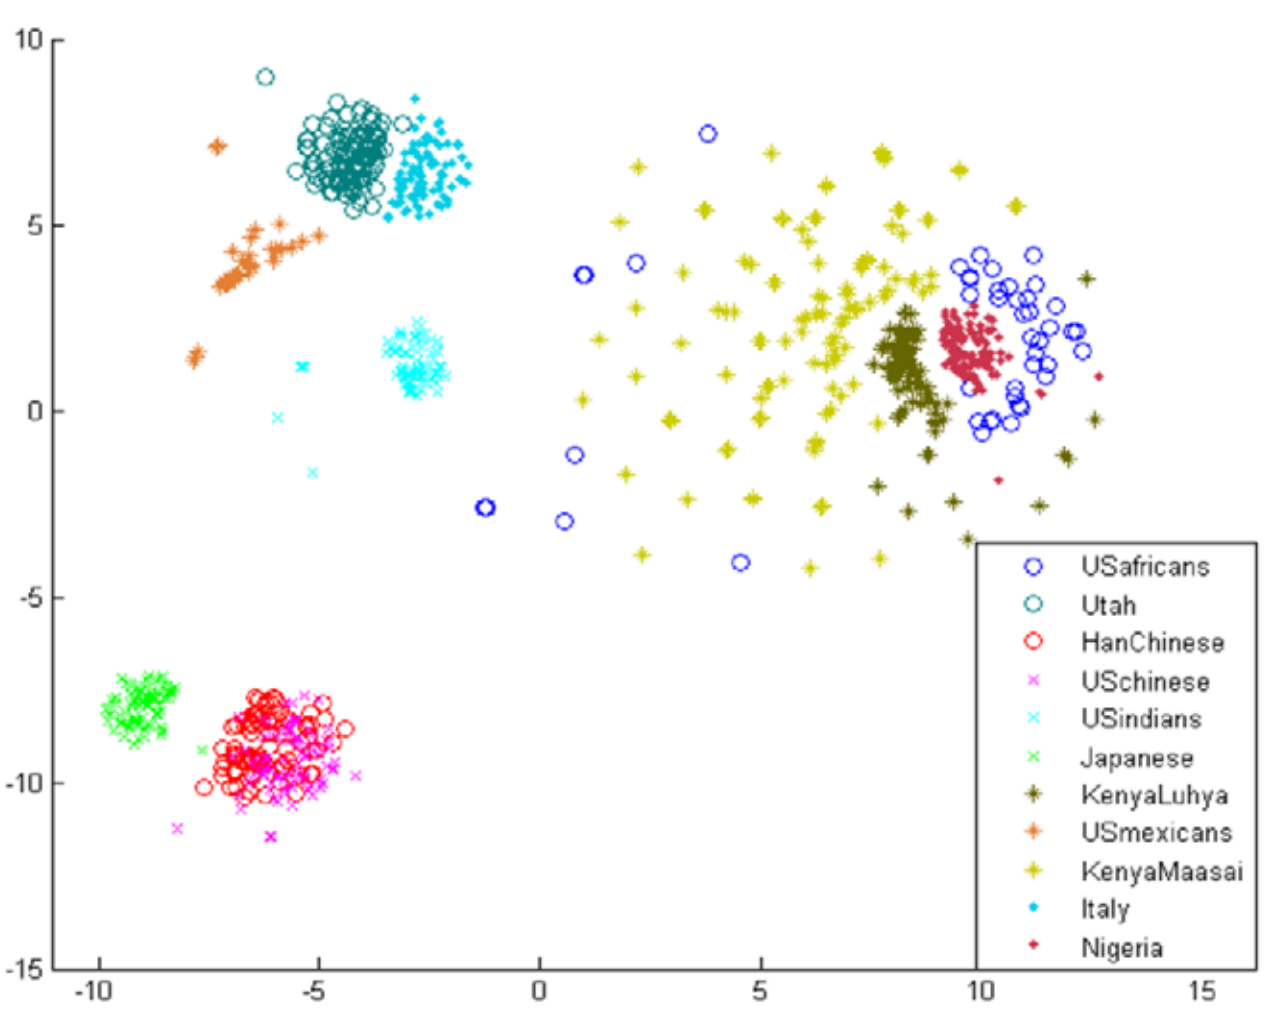 10
5
0
-5
-10
-15
-10 -5 0 5 10 15
USafricans
Utah
HanChinese
USchinese
USindians
Japanese
KenyaLuhya
USmexicans
KenyaMaasai
Italy
Nigeria